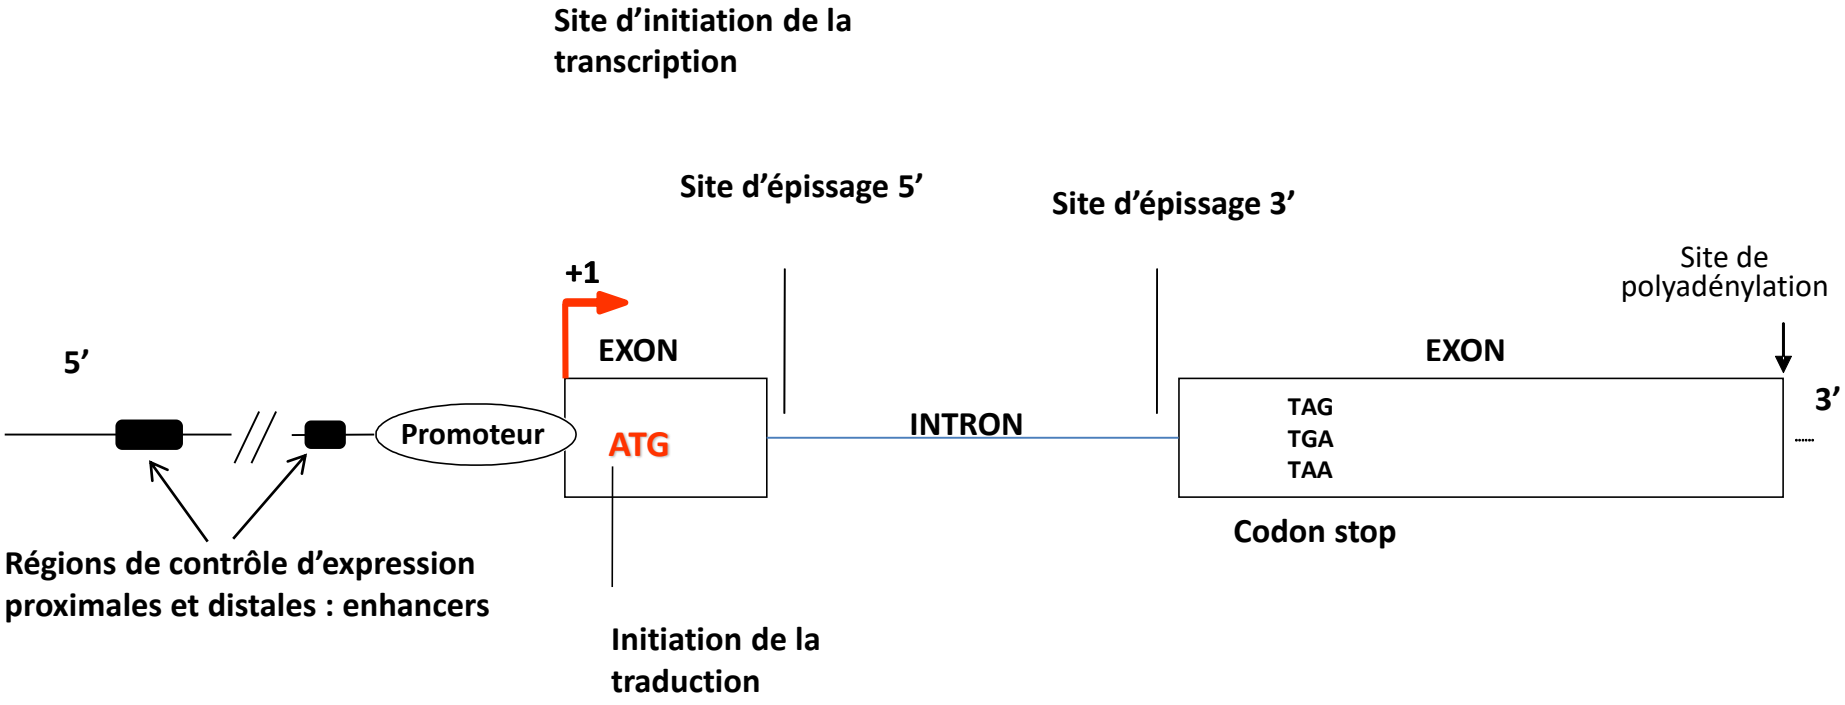 Site d’initiation de la
transcription
Site d’épissage 5’
Site d’épissage 3’
Site de
polyadénylation
+1
EXON
EXON
5’
3’
Promoteur
ATG
INTRON
TAG
TGA
TAA
Codon stop
Régions de contrôle d’expression
proximales et distales : enhancers
Initiation de la
traduction